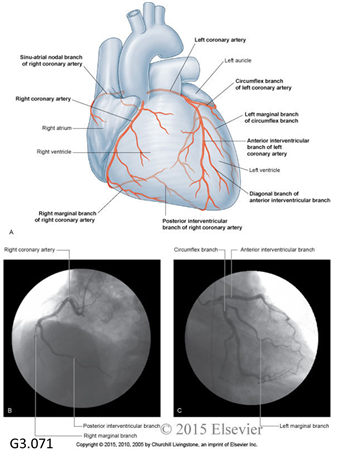 Left coronary artery
Sinu-atrial nodal branch
of right coronary artery
Left auricle
Circumflex branch
of left coronary artery
Right coronary artery
Left marginal branch
of circumflex branch
Right atrium
Anterior interventricular
branch of left
coronary artery
Right ventricle
Left ventricle
Diagonal branch of
anterior interventricular branch
Right marginal branch
of right coronary artery
Posterior interventricular
branch of right coronary artery
A
Right coronary artery
Circumflex branch
Anterior interventricular branch
B
C
Posterior interventricular branch
Right marginal branch
Left marginal branch
© 2015 Elsevier
G3.071
Copyright © 2015, 2010, 2005 by Churchill Livingstone, an imprint of Elsevier Inc.